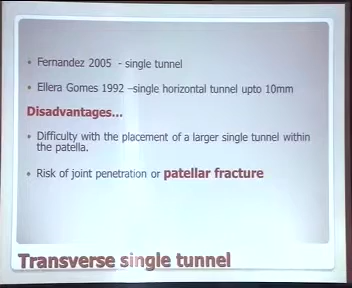 Fernandez 2005 - single tunnel
Ellera Gomes 1992 –single horizontal tunnel upto 10mm
Disadvantages...
Difficulty with the placement of a larger single tunnel within
the patella.
Risk of joint penetration or patellar fracture
Transverse single tunnel